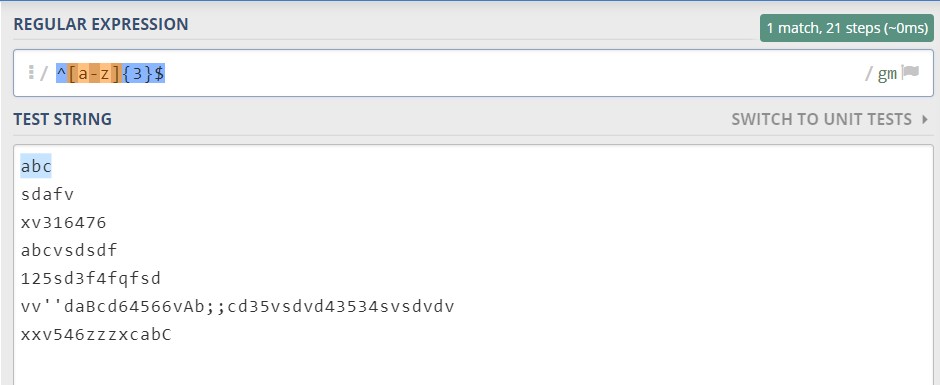 REGULAR EXPRESSION
1 match, 21 steps (~0ms)
/ ^[a-z]{3}$ / gm
TEST STRING
SWITCH TO UNIT TESTS
abc
sdafv
xv316476
abcvsdsdf
125sd3f4fqfsd
vv''daBcd64566vAb;;cd35vsdvd43534svsdvdv
xxv546zzzxcabC